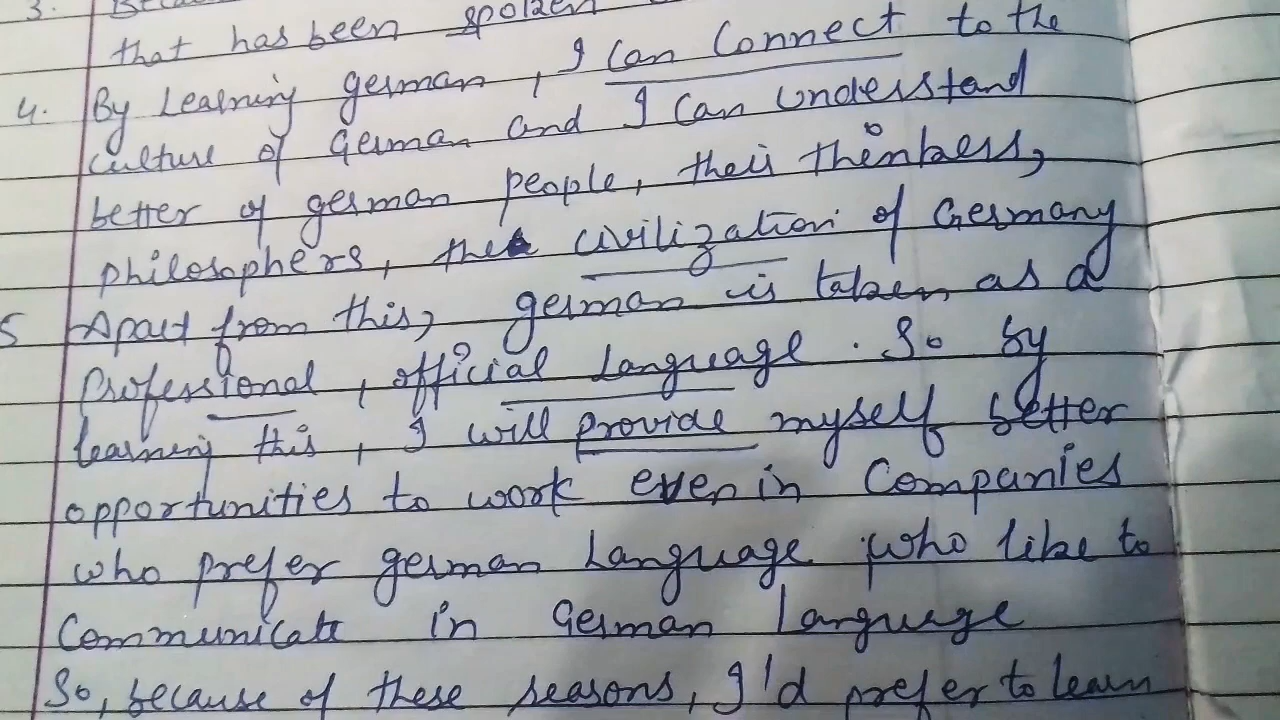 3.
that has been spoken
4. By Learning german, I Can Connect to the
culture of German and I Can Understand
better of german people, their thinkers,
philosophers, the civilization of Germany
5 Apart from this, german is taken as a
Professional, official Language. So by
learning this, I will provide myself better
opportunities to work even in Companies
who prefer german Language who like to
Communicate in German Language
So, because of these reasons, I'd prefer to learn